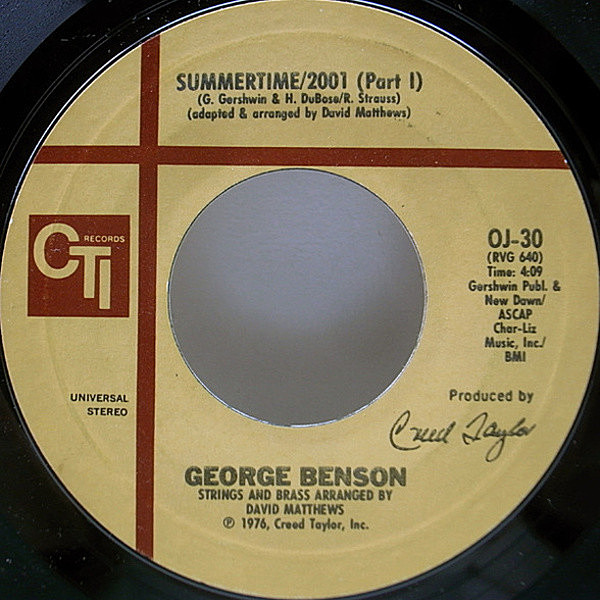 SUMMERTIME/2001 (Part I)
(G. Gershwin & H. DuBose/R. Strauss)
(adapted & arranged by David Matthews)
CTI RECORDS
OJ-30
(RVG 640)
Time: 4:09
Gershwin Publ. &
New Dawn/
ASCAP
Char-Liz
Music, Inc./
BMI
UNIVERSAL
STEREO
Produced by
Creed Taylor
GEORGE BENSON
STRINGS AND BRASS ARRANGED BY
DAVID MATTHEWS
℗ 1976, Creed Taylor, Inc.